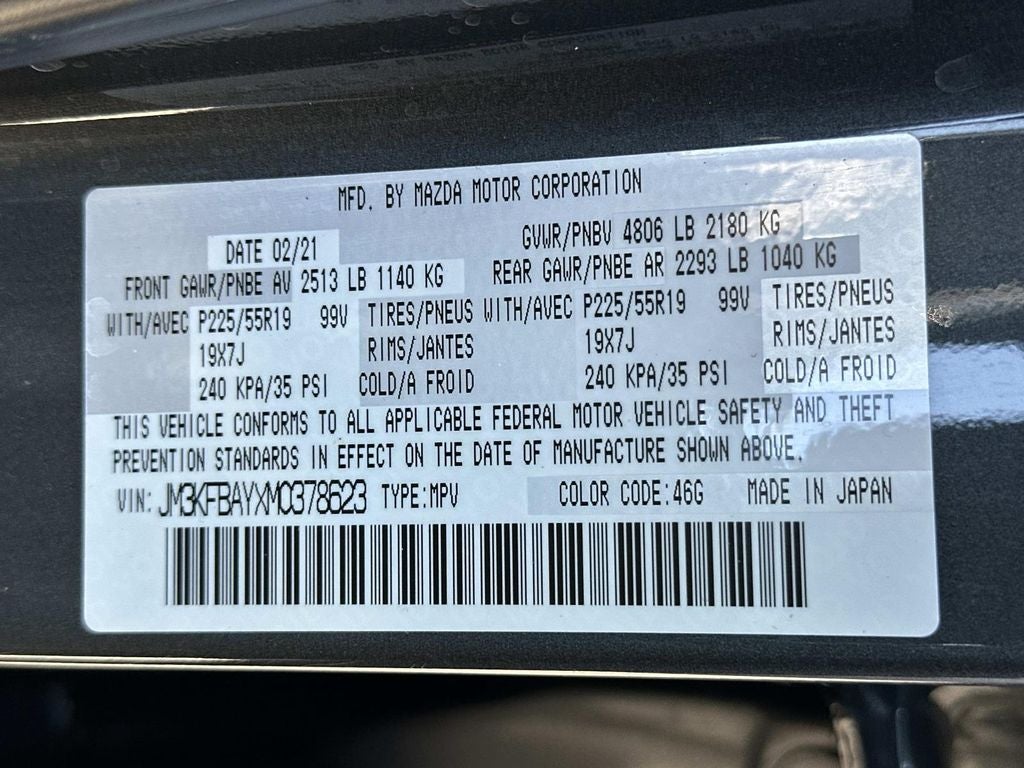 MFD. BY MAZDA MOTOR CORPORATION
DATE 02/21 GVWR/PNBV 4806 LB 2180 KG
FRONT GAWR/PNBE AV 2513 LB 1140 KG REAR GAWR/PNBE AR 2293 LB 1040 KG
WITH/AVEC P225/55R19 99V TIRES/PNEUS WITH/AVEC P225/55R19 99V TIRES/PNEUS
19X7J RIMS/JANTES 19X7J RIMS/JANTES
240 KPA/35 PSI COLD/A FROID 240 KPA/35 PSI COLD/A FROID
THIS VEHICLE CONFORMS TO ALL APPLICABLE FEDERAL MOTOR VEHICLE SAFETY AND THEFT
PREVENTION STANDARDS IN EFFECT ON THE DATE OF MANUFACTURE SHOWN ABOVE.
VIN: JM3KFBAYXM0378623 TYPE:MPV COLOR CODE:46G MADE IN JAPAN